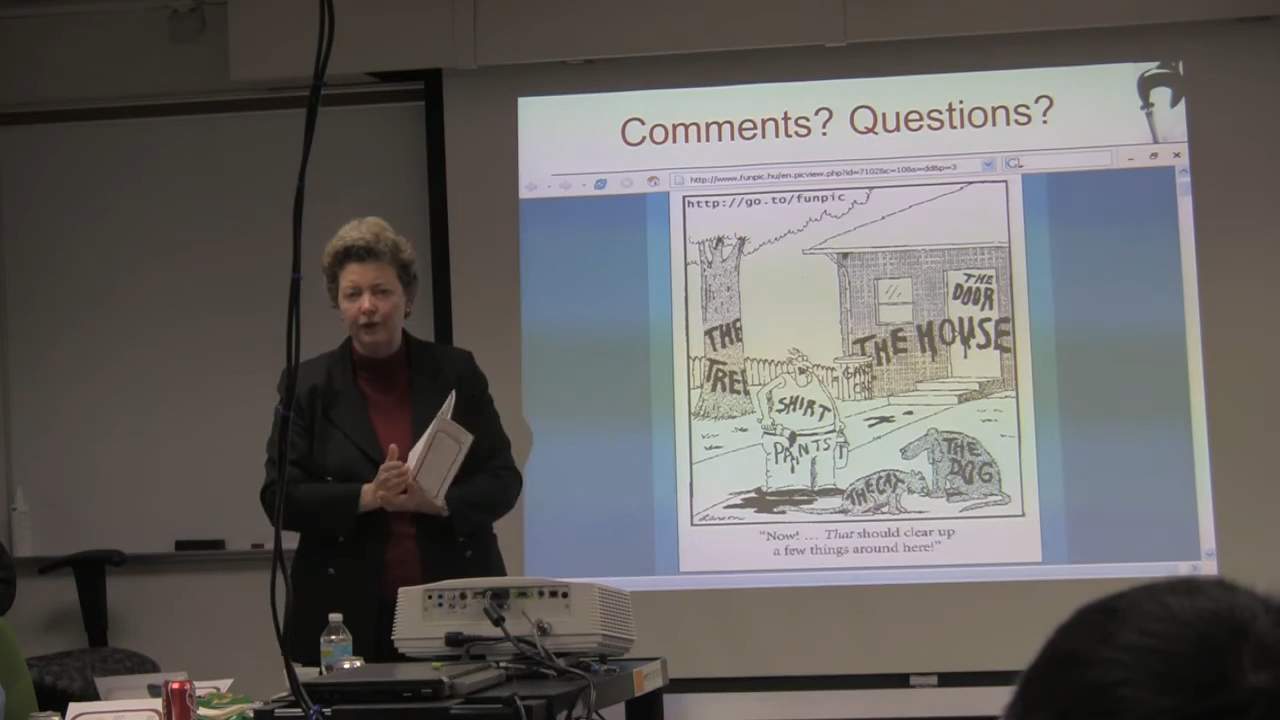 Comments? Questions?
http://www.funpic.hu/en.picview.php?id=7102&c=10&s=dd&p=3
http://go.to/funpic
THE
DOOR
THE HOUSE
THE
TREE
SHIRT
PANTS
THE CAT
THE
DOG
Larson
"Now! ... That should clear up
a few things around here!"